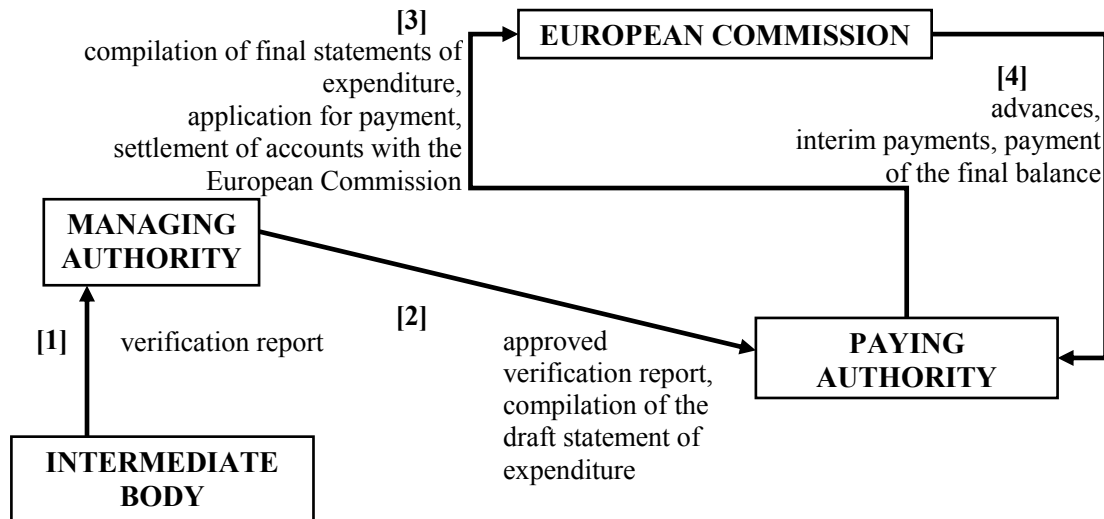 [3]
compilation of final statements of
expenditure,
application for payment,
settlement of accounts with the
European Commission
EUROPEAN COMMISSION
[4]
advances,
interim payments, payment
of the final balance
MANAGING
AUTHORITY
[1]
verification report
[2]
approved
verification report,
compilation of the
draft statement of
expenditure
PAYING
AUTHORITY
INTERMEDIATE
BODY